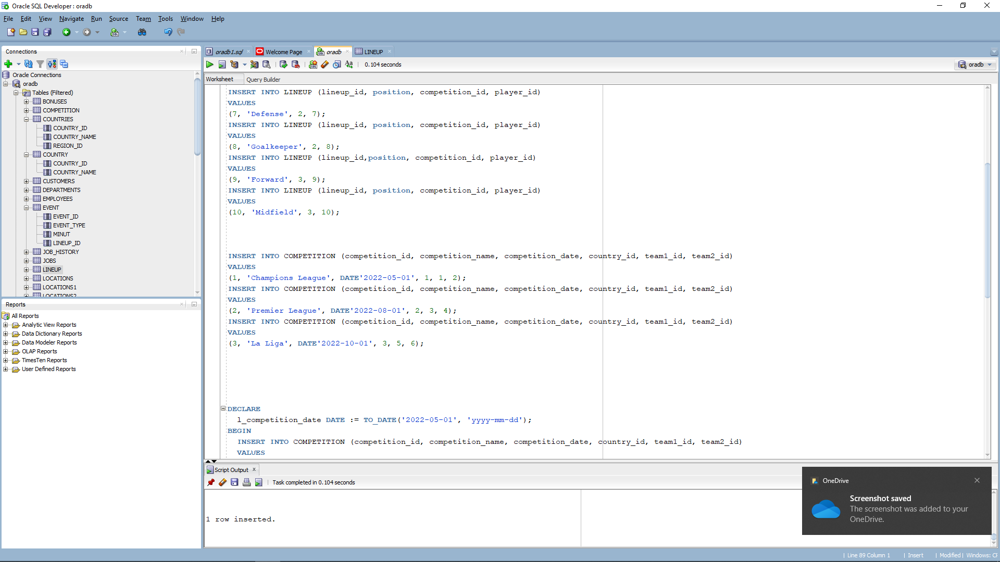 Oracle SQL Developer : oradb
File Edit View Navigate Run Source Team Tools Window Help
Connections
Oracle Connections
oradb
Tables (Filtered)
BONUSES
COMPETITION
COUNTRIES
COUNTRY_ID
COUNTRY_NAME
REGION_ID
COUNTRY
COUNTRY_ID
COUNTRY_NAME
CUSTOMERS
DEPARTMENTS
EMPLOYEES
EVENT
EVENT_ID
EVENT_TYPE
MINUT
LINEUP_ID
JOB_HISTORY
JOBS
LINEUP
LOCATIONS
LOCATIONS1
LOCATIONS2
Reports
All Reports
Analytic View Reports
Data Dictionary Reports
Data Modeler Reports
OLAP Reports
TimesTen Reports
User Defined Reports
oradb1.sql Welcome Page oradb LINEUP
0.104 seconds
oradb
Worksheet Query Builder
INSERT INTO LINEUP (lineup_id, position, competition_id, player_id)
VALUES
(7, 'Defense', 2, 7);
INSERT INTO LINEUP (lineup_id, position, competition_id, player_id)
VALUES
(8, 'Goalkeeper', 2, 8);
INSERT INTO LINEUP (lineup_id,position, competition_id, player_id)
VALUES
(9, 'Forward', 3, 9);
INSERT INTO LINEUP (lineup_id, position, competition_id, player_id)
VALUES
(10, 'Midfield', 3, 10);
INSERT INTO COMPETITION (competition_id, competition_name, competition_date, country_id, team1_id, team2_id)
VALUES
(1, 'Champions League', DATE'2022-05-01', 1, 1, 2);
INSERT INTO COMPETITION (competition_id, competition_name, competition_date, country_id, team1_id, team2_id)
VALUES
(2, 'Premier League', DATE'2022-08-01', 2, 3, 4);
INSERT INTO COMPETITION (competition_id, competition_name, competition_date, country_id, team1_id, team2_id)
VALUES
(3, 'La Liga', DATE'2022-10-01', 3, 5, 6);
DECLARE
l_competition_date DATE := TO_DATE('2022-05-01', 'yyyy-mm-dd');
BEGIN
INSERT INTO COMPETITION (competition_id, competition_name, competition_date, country_id, team1_id, team2_id)
VALUES
Script Output
Task completed in 0.104 seconds
1 row inserted.
OneDrive
Screenshot saved
The screenshot was added to your
OneDrive.
Line 89 Column 1 | Insert | Modified | Windows: CF